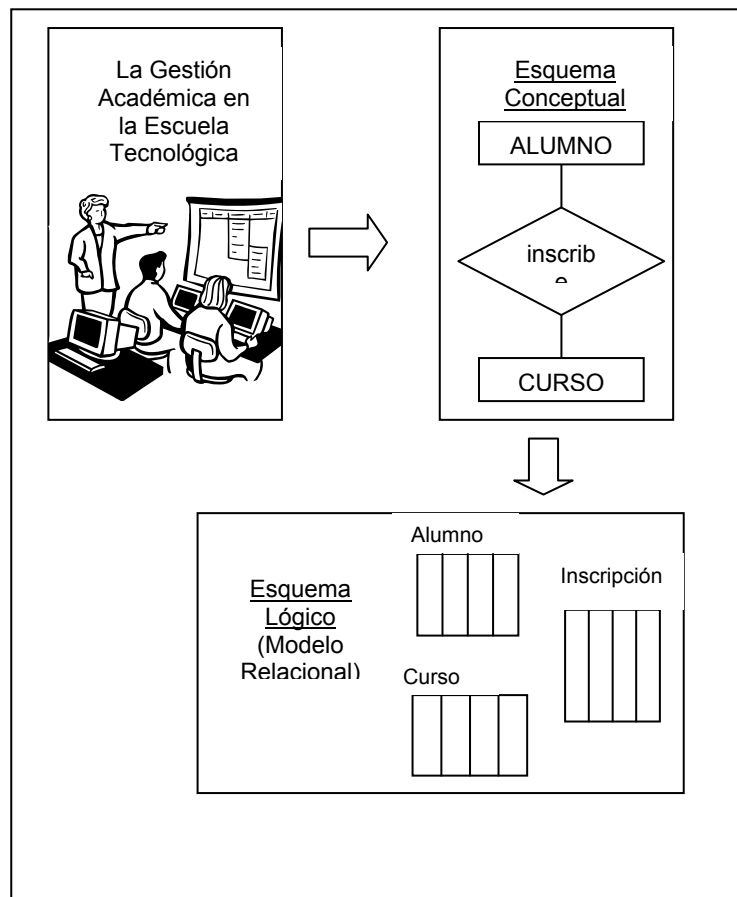 La Gestión
Académica en
la Escuela
Tecnológica
Esquema
Conceptual
ALUMNO
inscrib
e
CURSO
Esquema
Lógico
(Modelo
Relacional)
Alumno
Inscripción
Curso